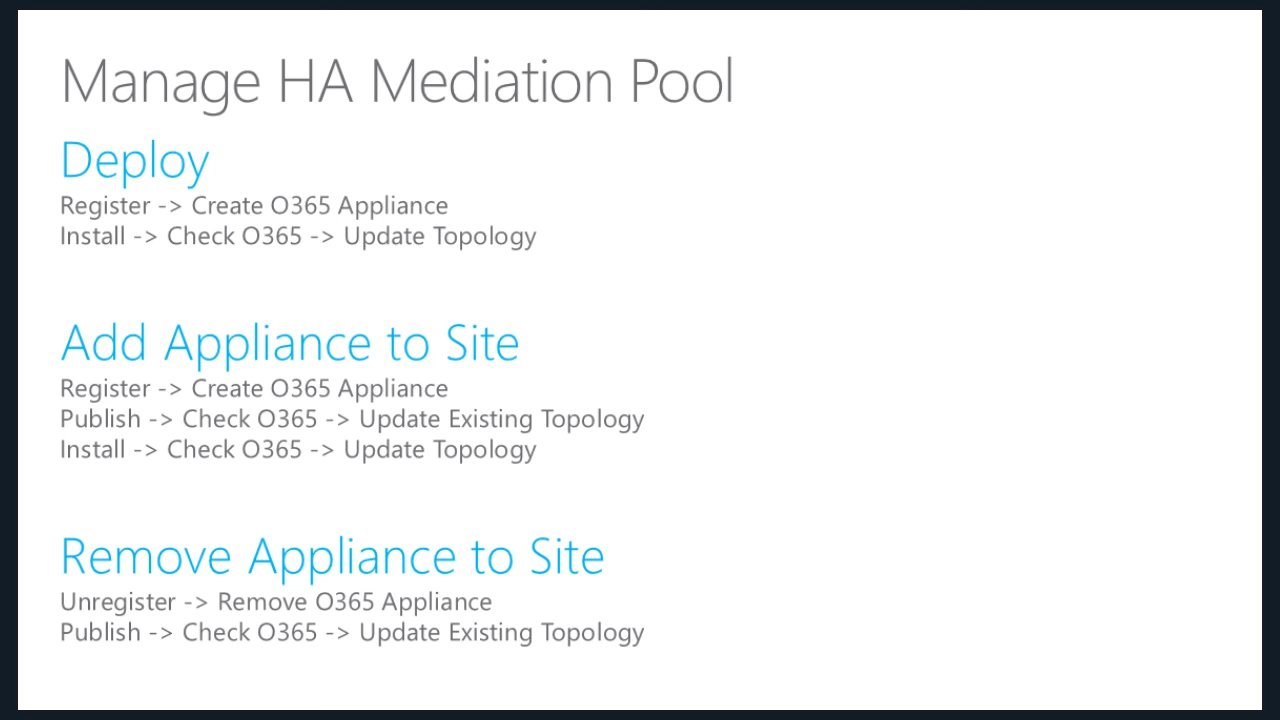 Manage HA Mediation Pool
Deploy
Register -> Create O365 Appliance
Install -> Check O365 -> Update Topology
Add Appliance to Site
Register -> Create O365 Appliance
Publish -> Check O365 -> Update Existing Topology
Install -> Check O365 -> Update Topology
Remove Appliance to Site
Unregister -> Remove O365 Appliance
Publish -> Check O365 -> Update Existing Topology